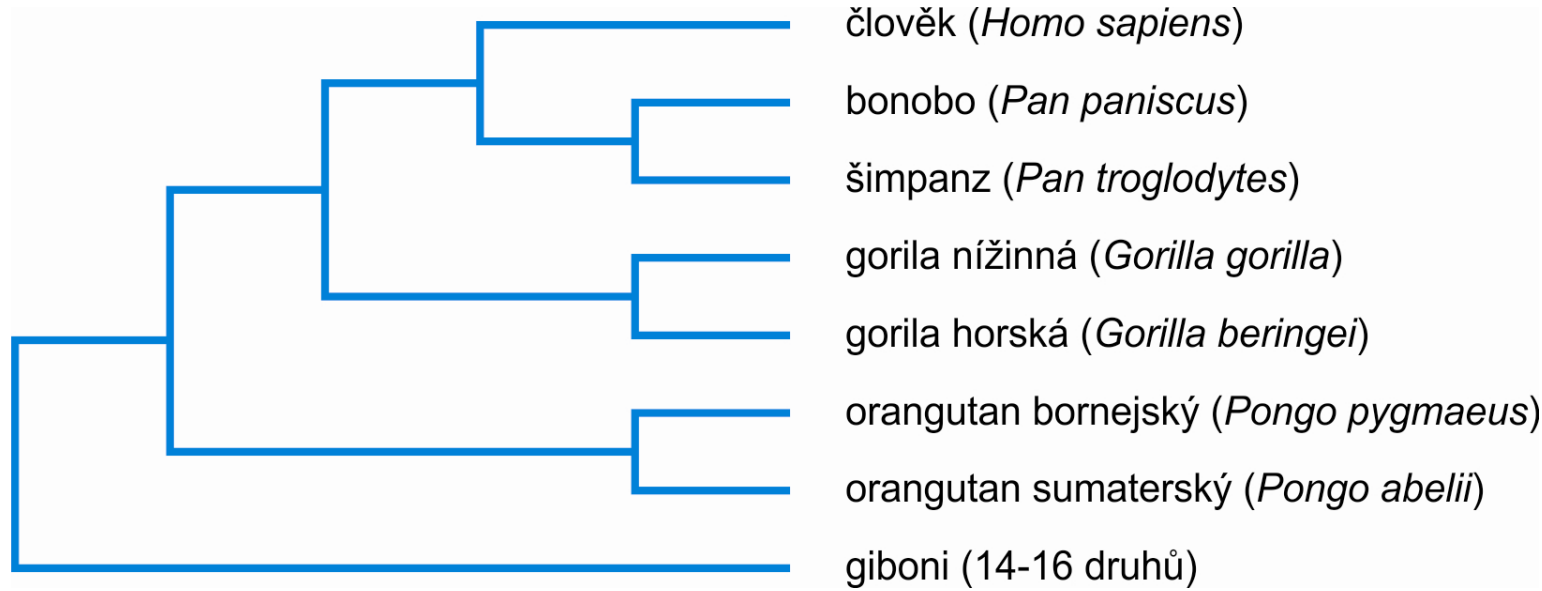 člověk (Homo sapiens)
bonobo (Pan paniscus)
šimpanz (Pan troglodytes)
gorila nížinná (Gorilla gorilla)
gorila horská (Gorilla beringei)
orangutan bornejský (Pongo pygmaeus)
orangutan sumaterský (Pongo abelii)
giboni (14-16 druhů)